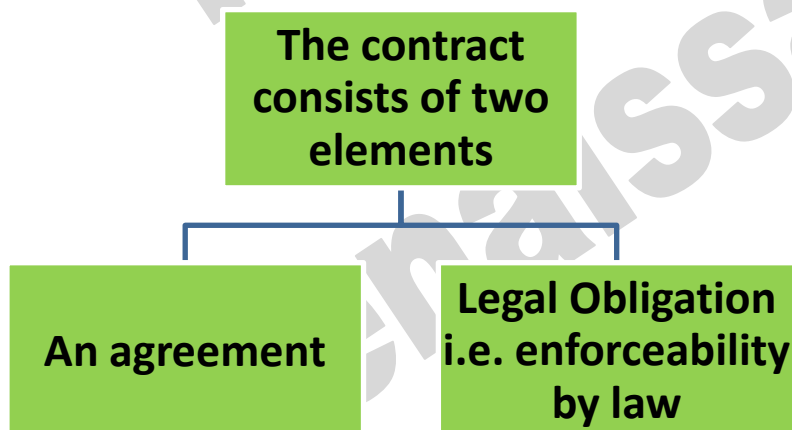 The contract
consists of two
elements
An agreement
Legal Obligation
i.e. enforceability
by law